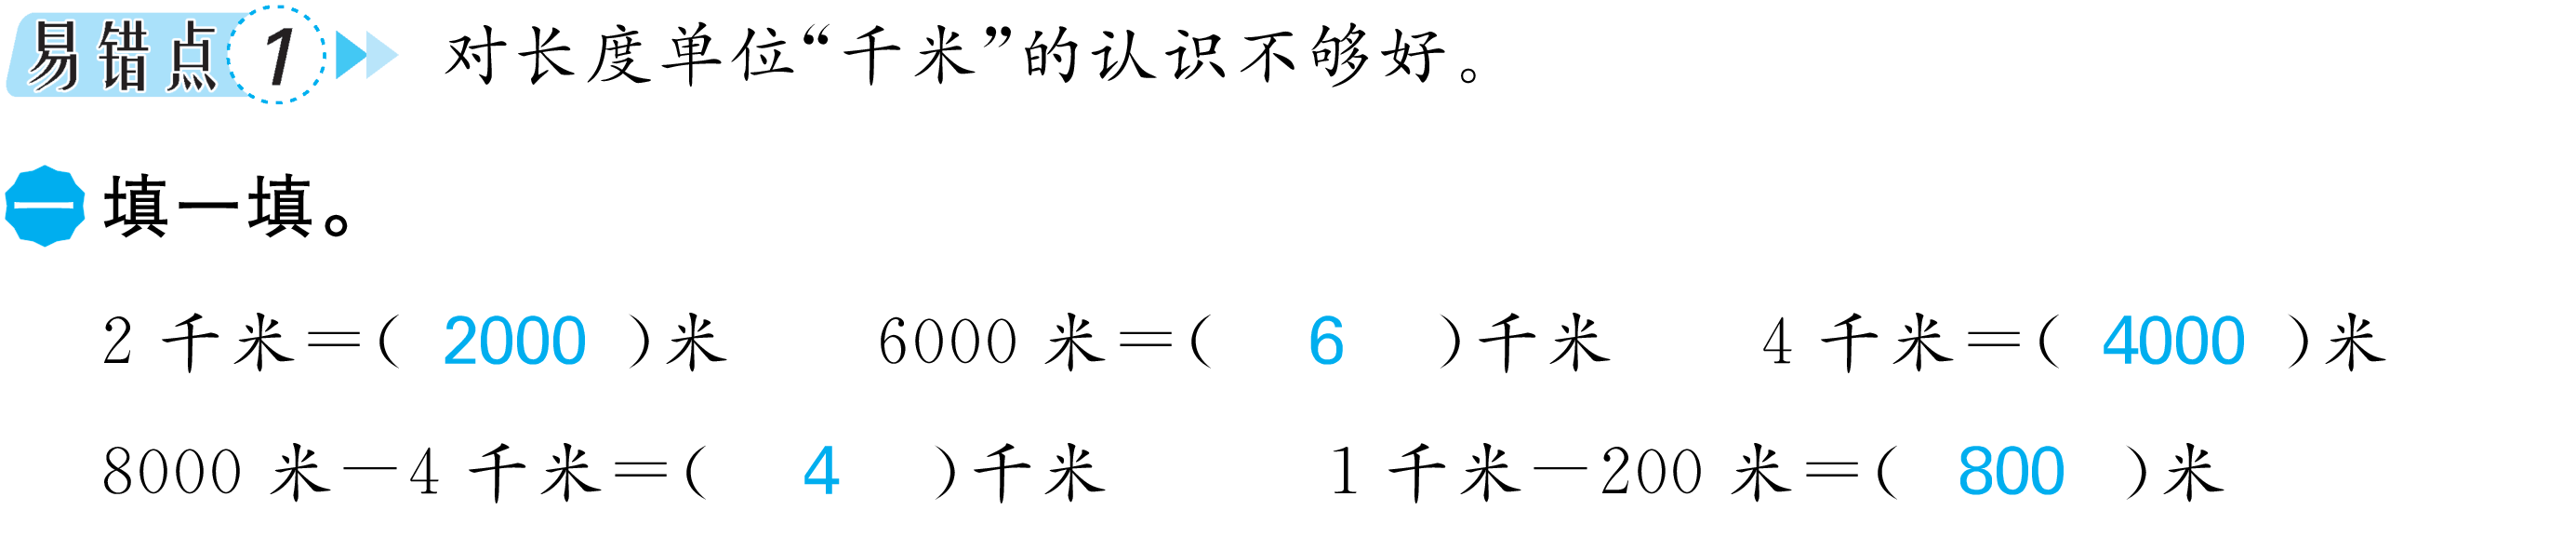 易错点1 对长度单位“千米”的认识不够好。
一 填一填。
2 千米=( 2000 )米 6000 米=( 6 )千米 4 千米=( 4000 )米
8000 米-4 千米=( 4 )千米 1 千米-200 米=( 800 )米